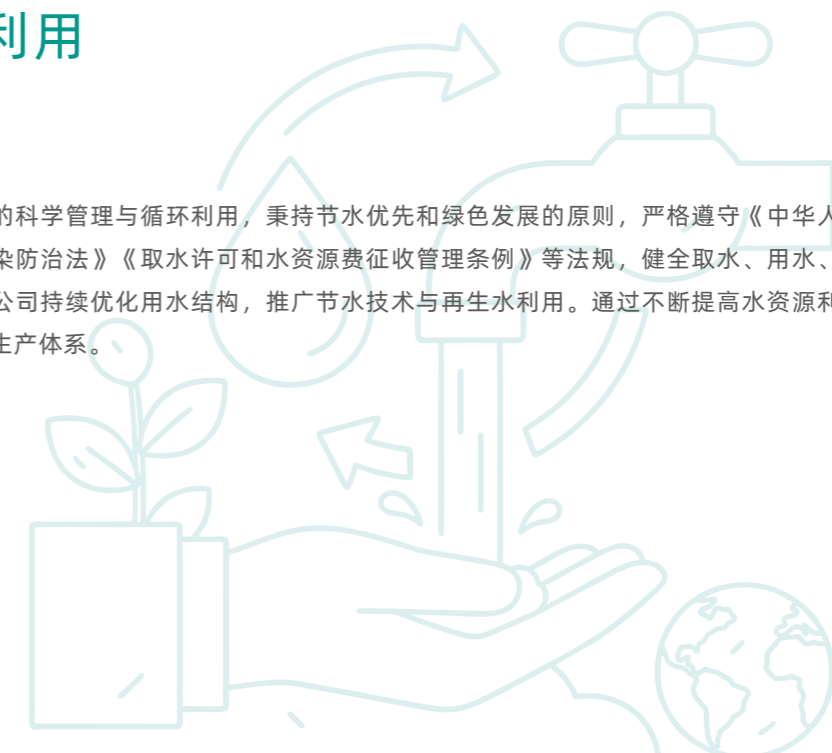 利用
的科学管理与循环利用，秉持节水优先和绿色发展的原则，严格遵守《中华人
染防治法》《取水许可和水资源费征收管理条例》等法规，健全取水、用水、
公司持续优化用水结构，推广节水技术与再生水利用。通过不断提高水资源利
生产体系。